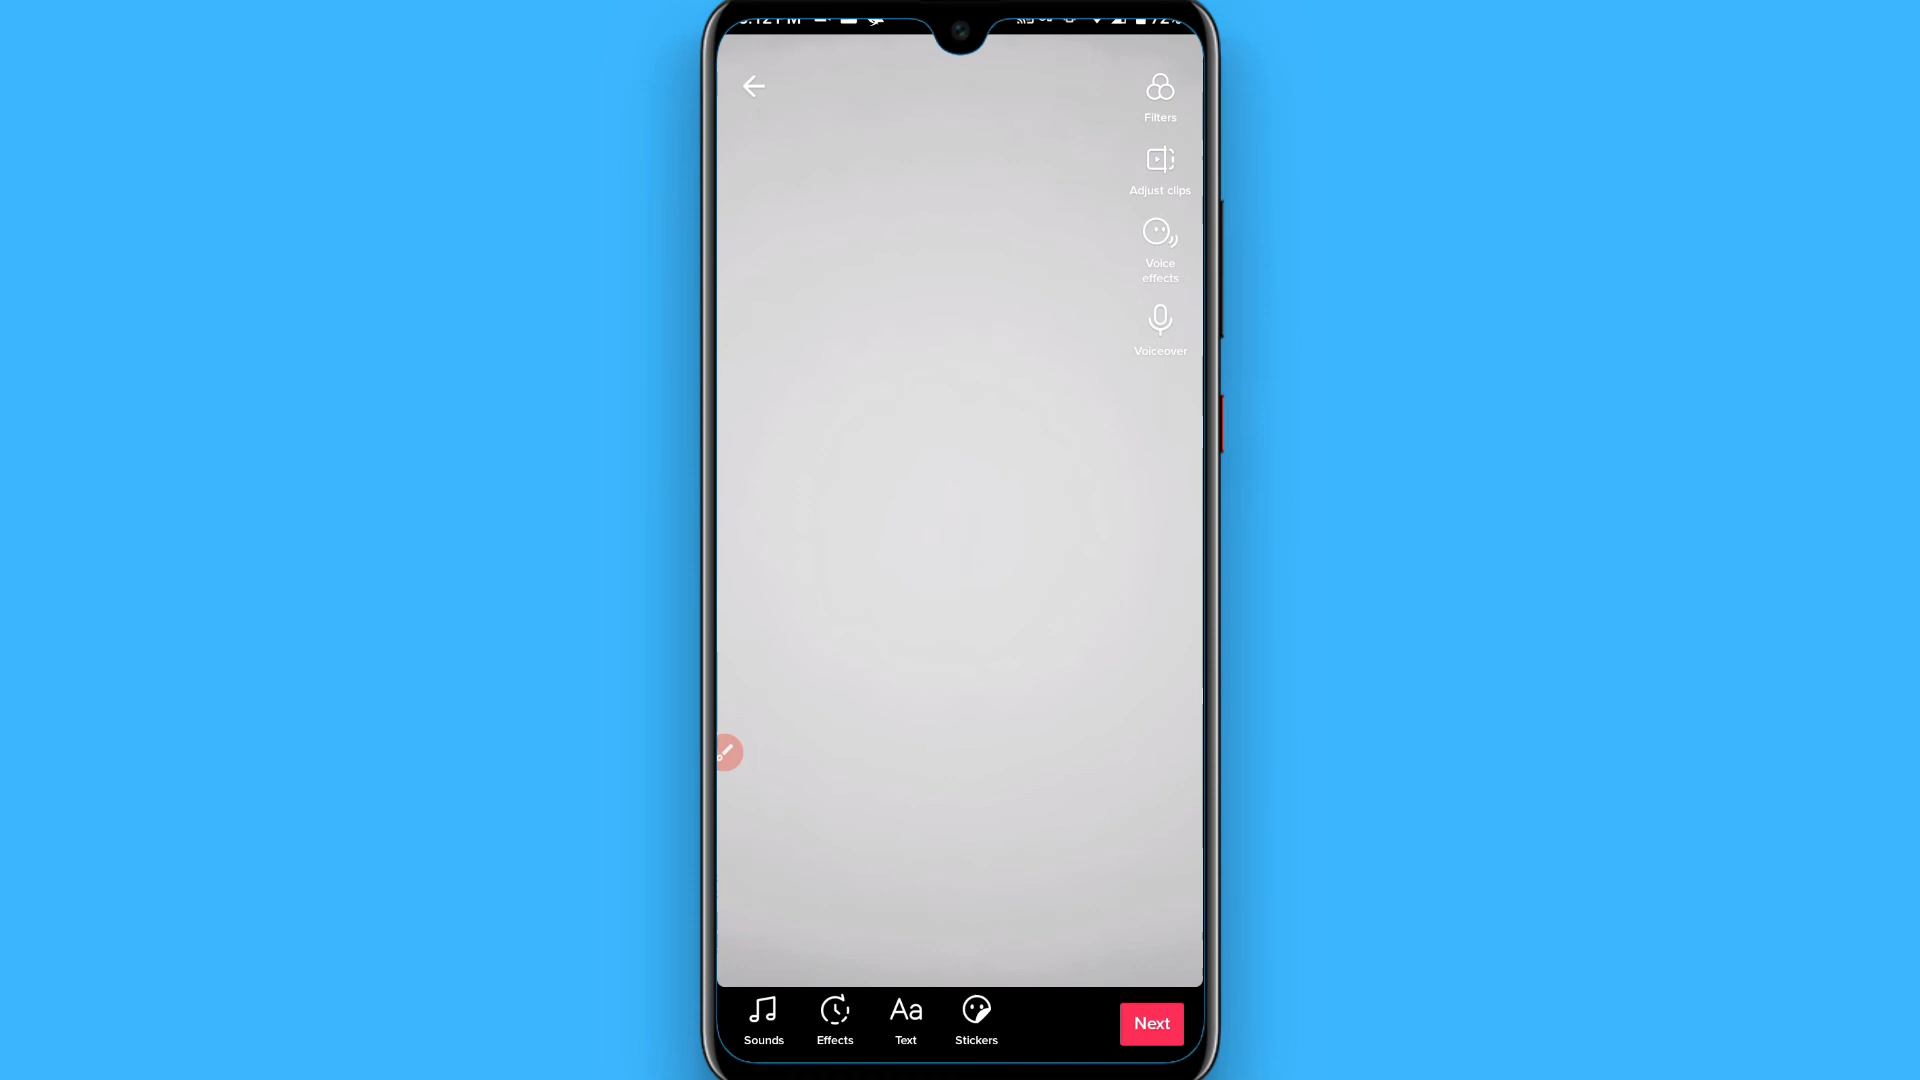 Filters
Adjust clips
Voice
effects
Voiceover
Sounds
Effects
Aa
Text
Stickers
Next